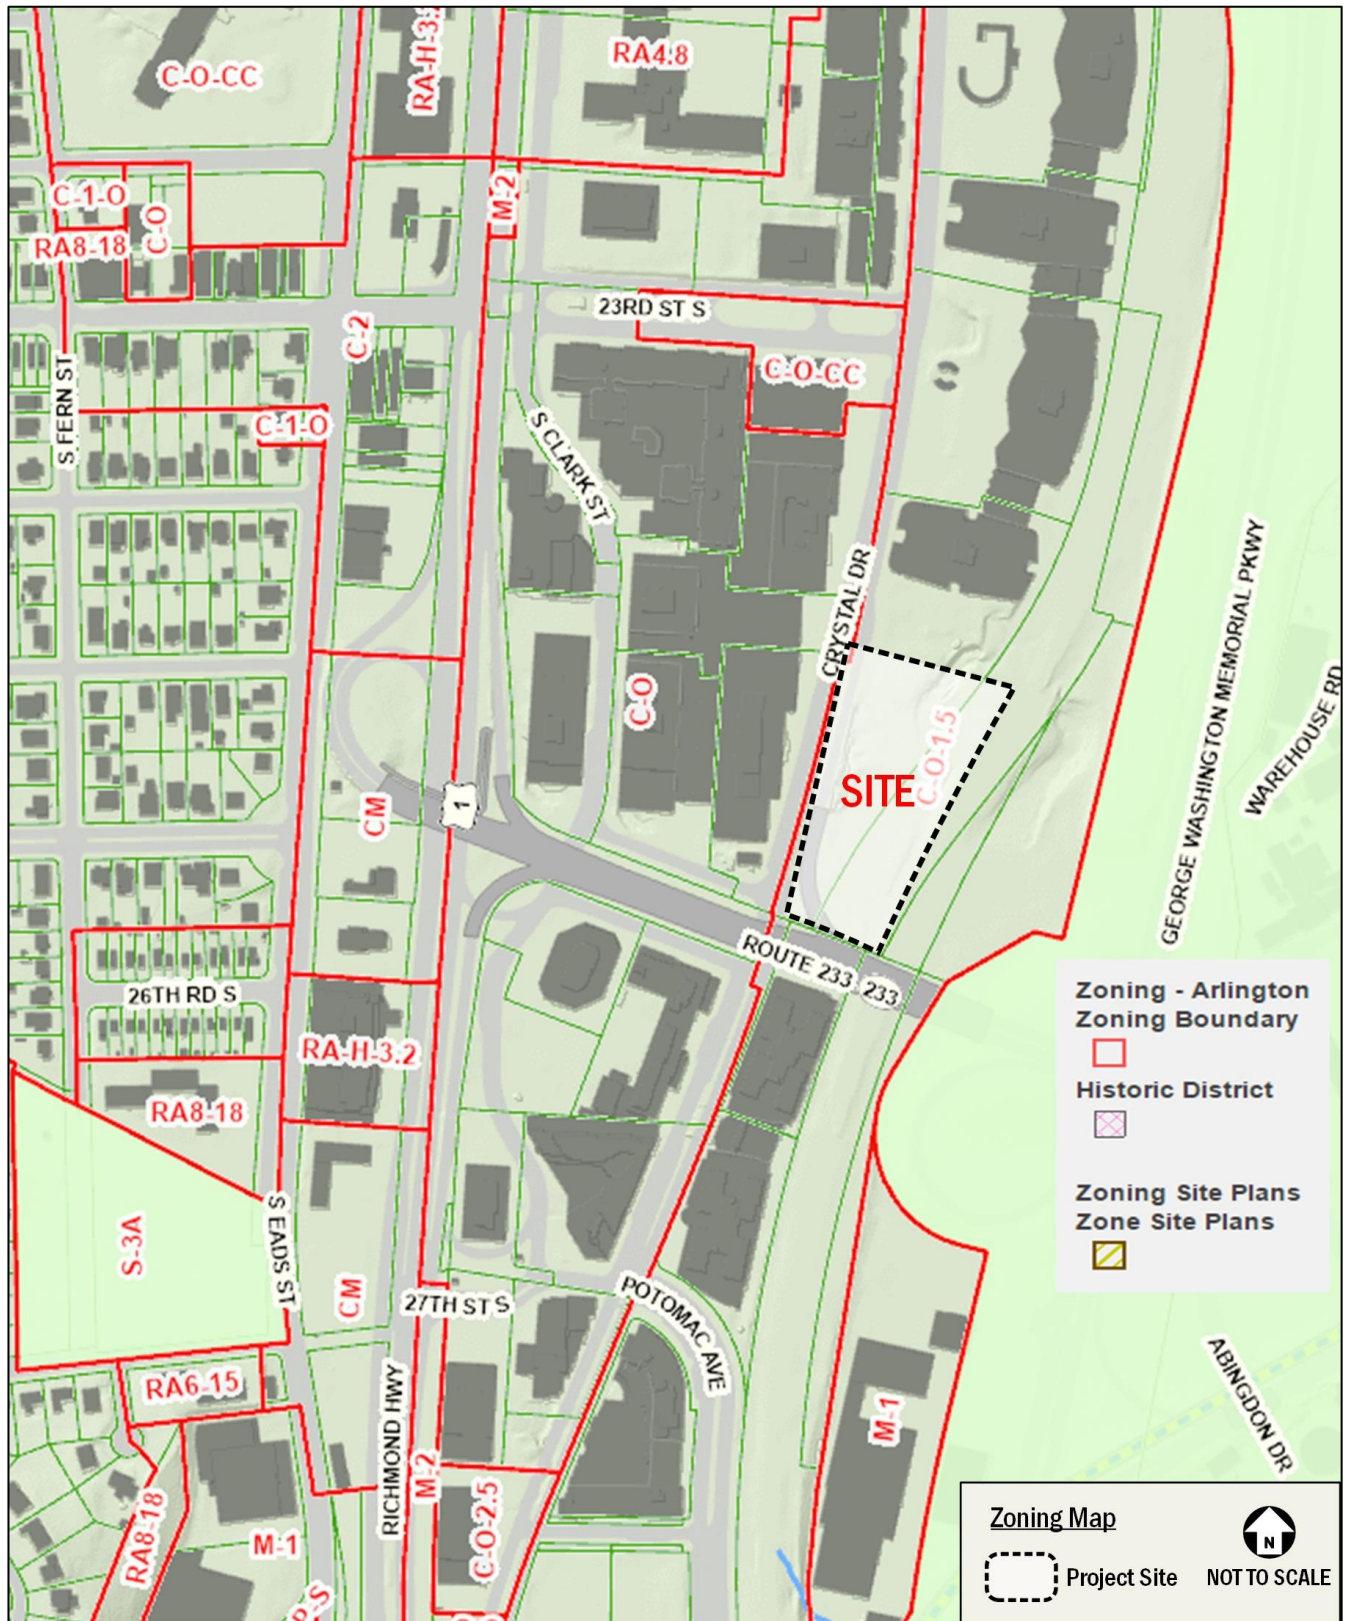 C-O-CC
RA-H-3.2
RA4.8
C-1-O
C-O
RA8-18
M-2
23RD ST S
C-2
C-O-CC
S FERN ST
C-1-O
S CLARK ST
CRYSTAL DR
GEORGE WASHINGTON MEMORIAL PKWY
WAREHOUSE RD
C-O
C-O-1.5
SITE
CM
1
ROUTE 233
233
26TH RD S
RA-H-3.2
RA8-18
S-3A
S EADS ST
CM
27TH ST S
POTOMAC AVE
RA6-15
RICHMOND HWY
M-2
C-O-2.5
M-1
RA8-18
M-1
ABINGDON DR
Zoning - Arlington
Zoning Boundary
Historic District
Zoning Site Plans
Zone Site Plans
Zoning Map
Project Site
N
NOT TO SCALE